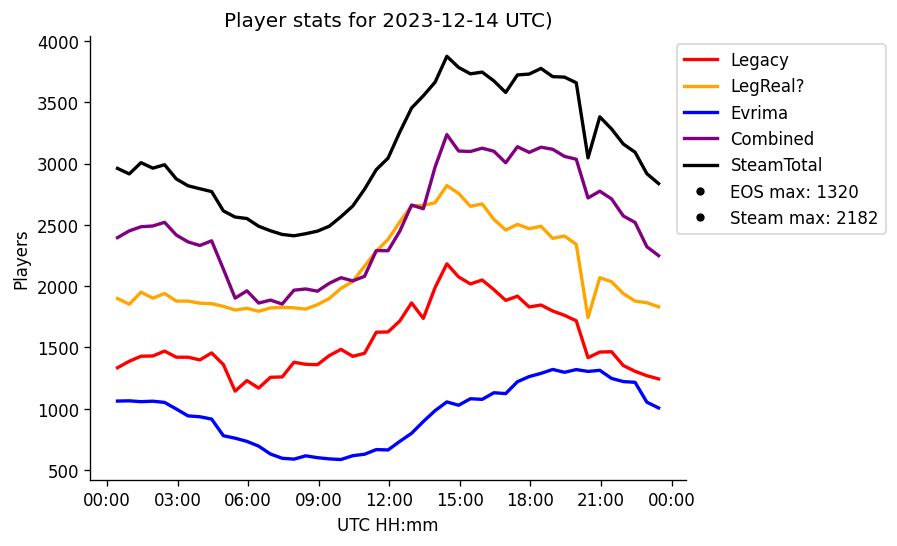 Player stats for 2023-12-14 UTC)
4000
3500
3000
2500
2000
1500
1000
500
Players
00:00 03:00 06:00 09:00 12:00 15:00 18:00 21:00 00:00
UTC HH:mm
Legacy
LegReal?
Evrima
Combined
SteamTotal
EOS max: 1320
Steam max: 2182